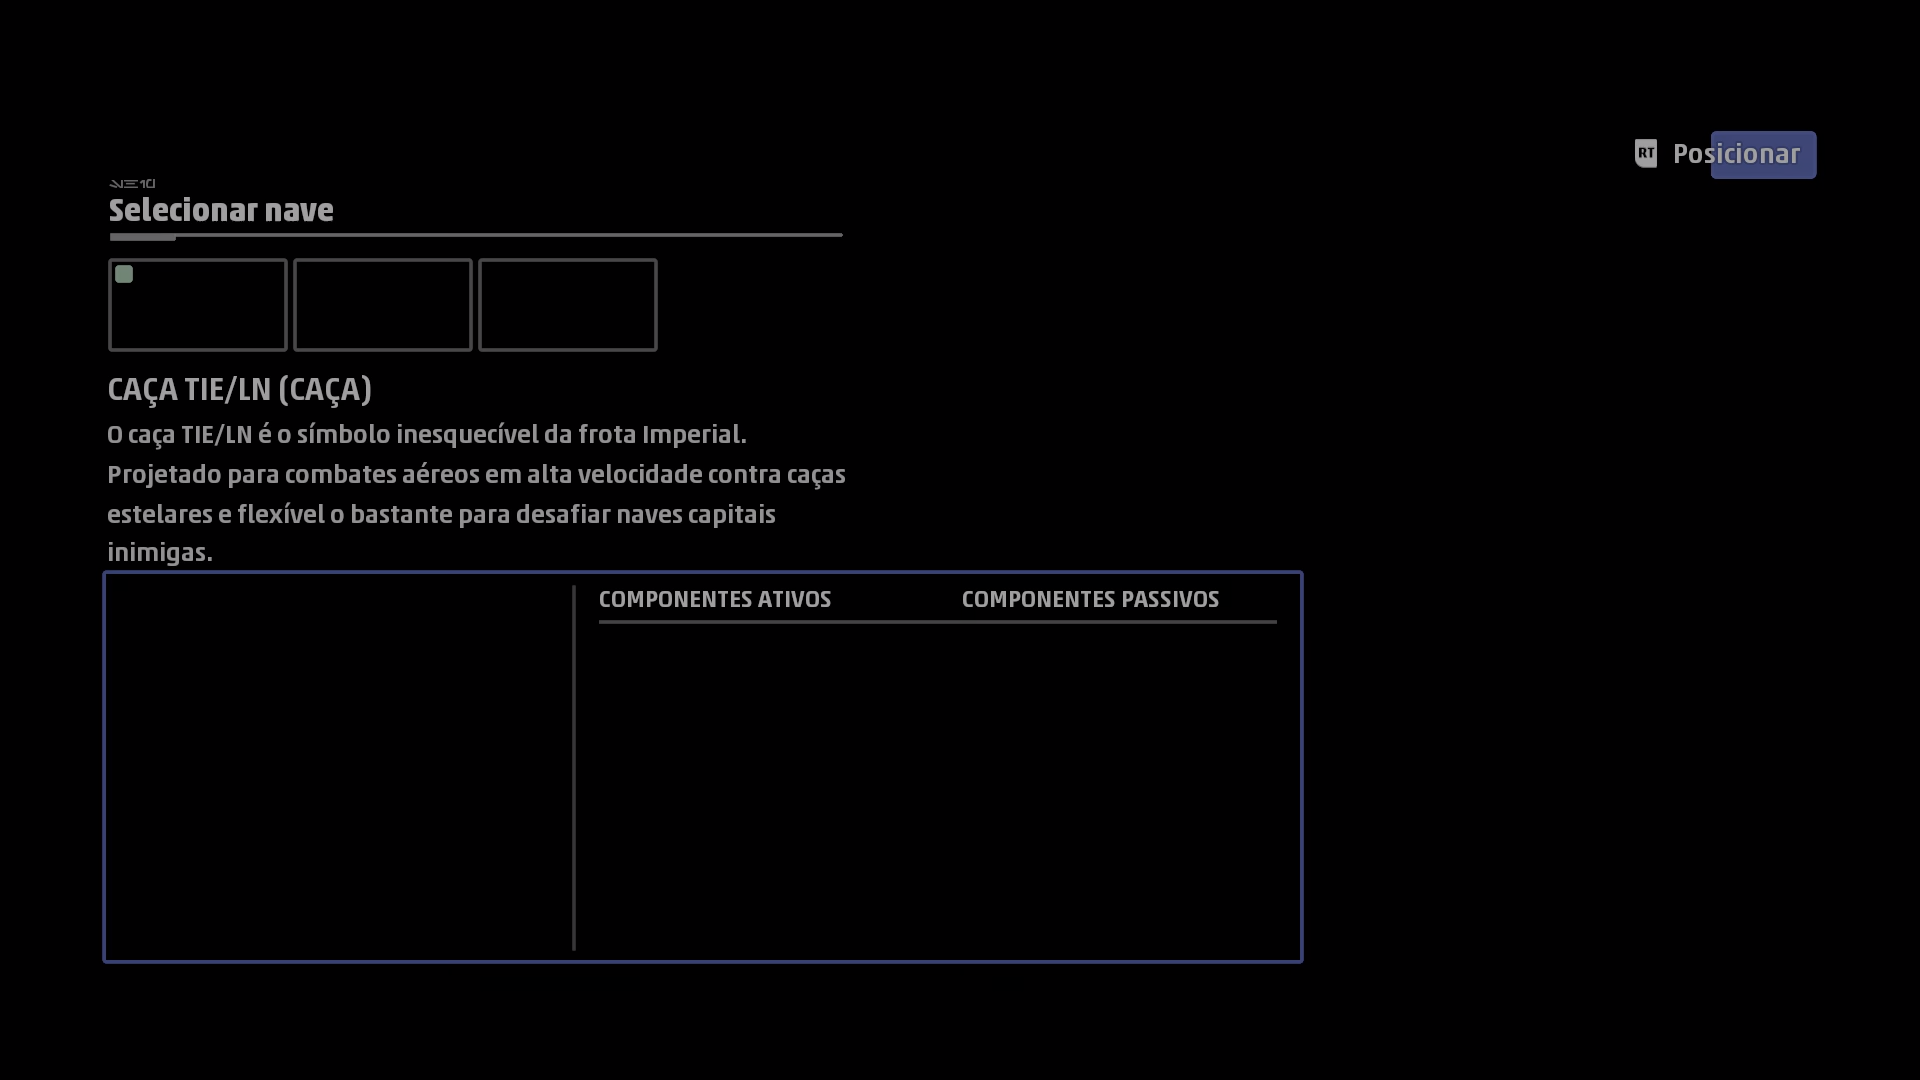 RT Posicionar
Selecionar nave
CAÇA TIE/LN (CAÇA)
O caça TIE/LN é o símbolo inesquecível da frota Imperial.
Projetado para combates aéreos em alta velocidade contra caças
estelares e flexível o bastante para desafiar naves capitais
inimigas.
COMPONENTES ATIVOS
COMPONENTES PASSIVOS